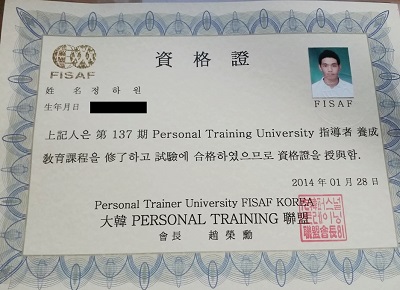 FISAF
資格證
姓 名 정 하 원
生年月日
FISAF
上記人은 第 137 期 Personal Training University 指導者 養成
敎育課程을 修了하고 試驗에 合格하였으므로 資格證을 授與함.
2014 年 01 月 28 日
Personal Trainer University FISAF KOREA
大韓 PERSONAL TRAINING 聯盟
會長 趙榮勳